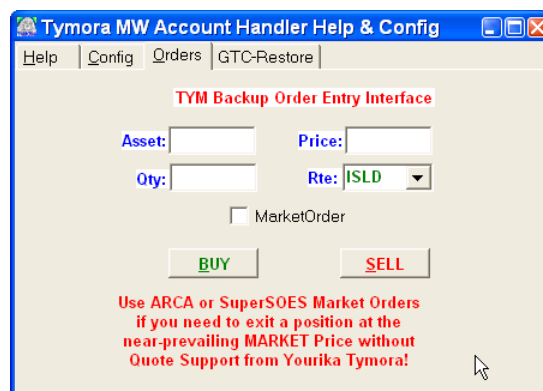 Tymora MW Account Handler Help & Config
Help Config Orders GTC-Restore
TYM Backup Order Entry Interface
Asset: Price:
Qty: Rte: ISLD
MarketOrder
BUY SELL
Use ARCA or SuperSOES Market Orders
if you need to exit a position at the
near-prevailing MARKET Price without
Quote Support from Yourika Tymora!